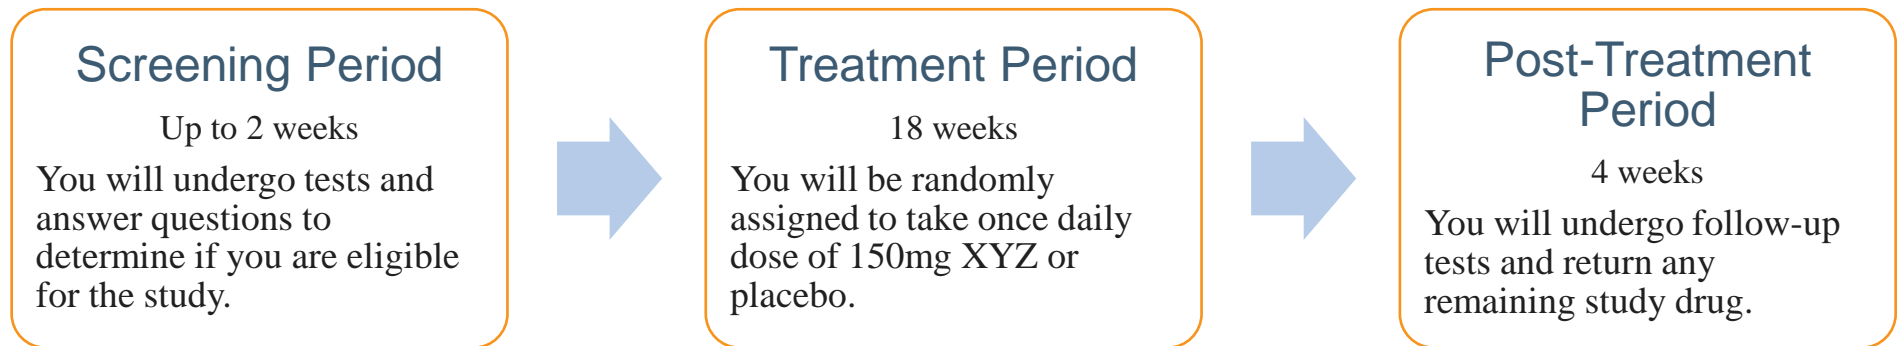 Screening Period
Up to 2 weeks
You will undergo tests and
answer questions to
determine if you are eligible
for the study.
Treatment Period
18 weeks
You will be randomly
assigned to take once daily
dose of 150mg XYZ or
placebo.
Post-Treatment
Period
4 weeks
You will undergo follow-up
tests and return any
remaining study drug.